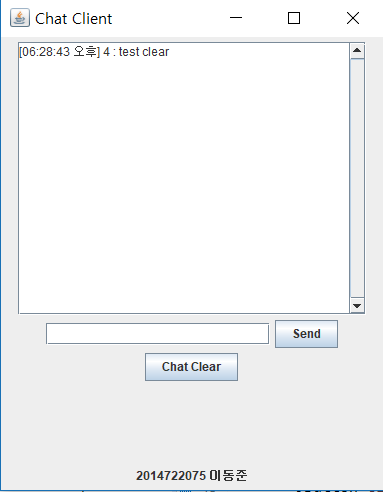 Chat Client
[06:28:43 오후] 4 : test clear
Send
Chat Clear
2014722075 이동준